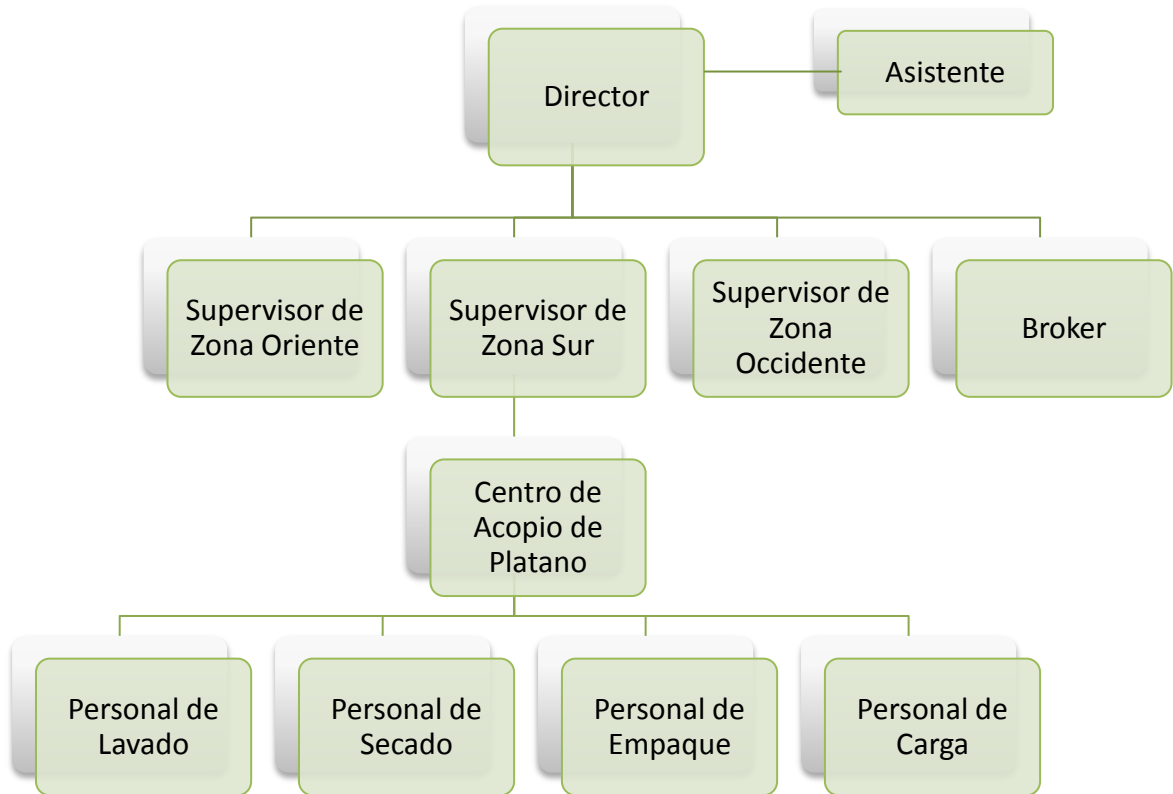 Director
Asistente
Supervisor de
Zona Oriente
Supervisor de
Zona Sur
Supervisor de
Zona
Occidente
Broker
Centro de
Acopio de
Platano
Personal de
Lavado
Personal de
Secado
Personal de
Empaque
Personal de
Carga